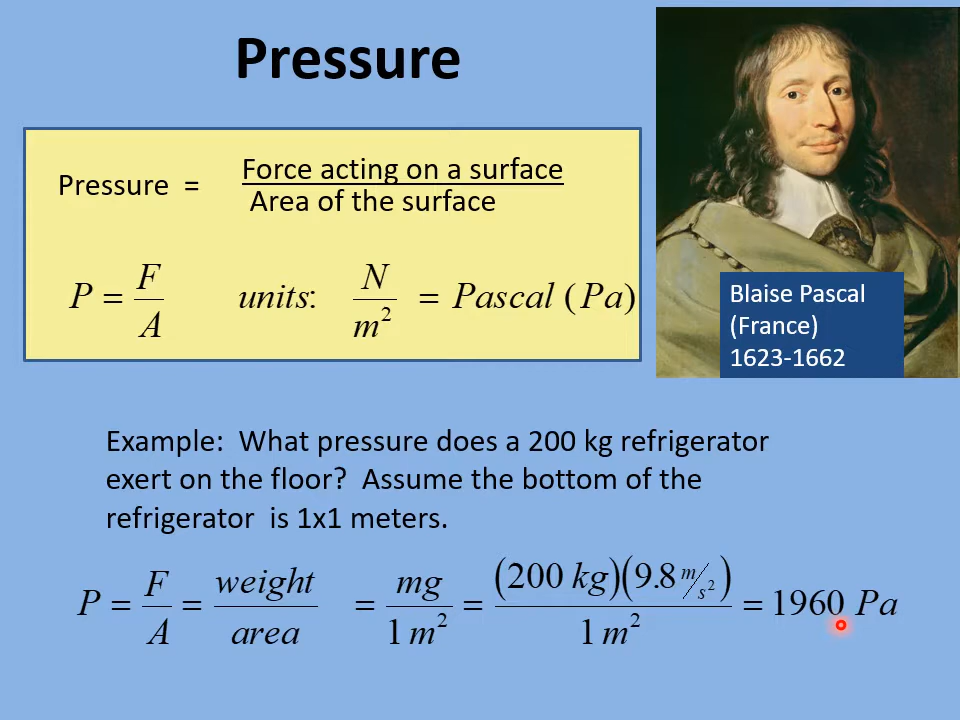 Pressure
Pressure = Force acting on a surface
Area of the surface
P = F/A units: N/m² = Pascal (Pa)
Blaise Pascal
(France)
1623-1662
Example: What pressure does a 200 kg refrigerator
exert on the floor? Assume the bottom of the
refrigerator is 1x1 meters.
P = F/A = weight/area = mg/1 m² = (200 kg)(9.8 m/s²)/1 m² = 1960 Pa